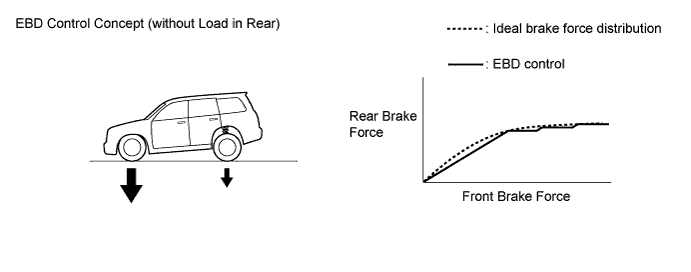 EBD Control Concept (without Load in Rear)
: Ideal brake force distribution
: EBD control
Rear Brake
Force
Front Brake Force